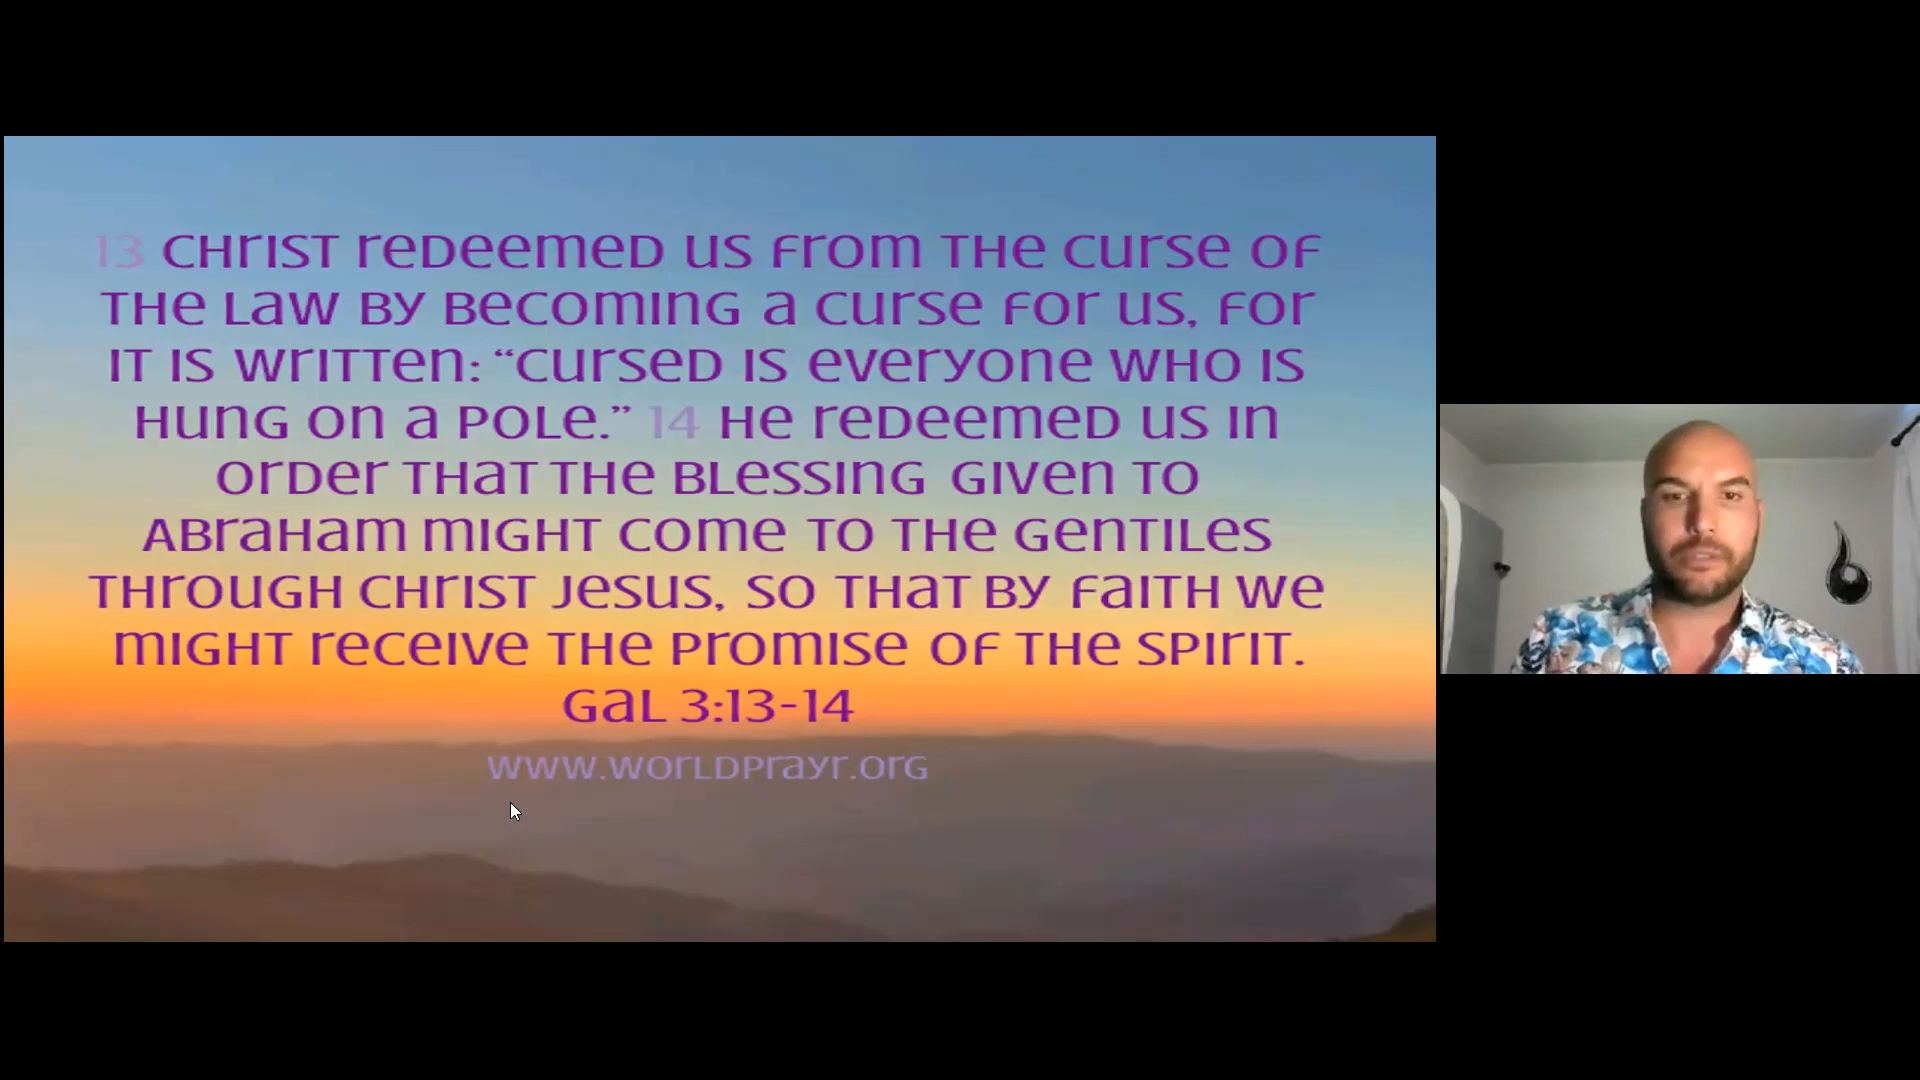 13 Christ redeemed us from the curse of
the law by becoming a curse for us, for
it is written: “Cursed is everyone who is
hung on a pole.” 14 He redeemed us in
order that the blessing given to
Abraham might come to the Gentiles
through Christ Jesus, so that by faith we
might receive the promise of the Spirit.
Gal 3:13-14
www.worldprayr.org